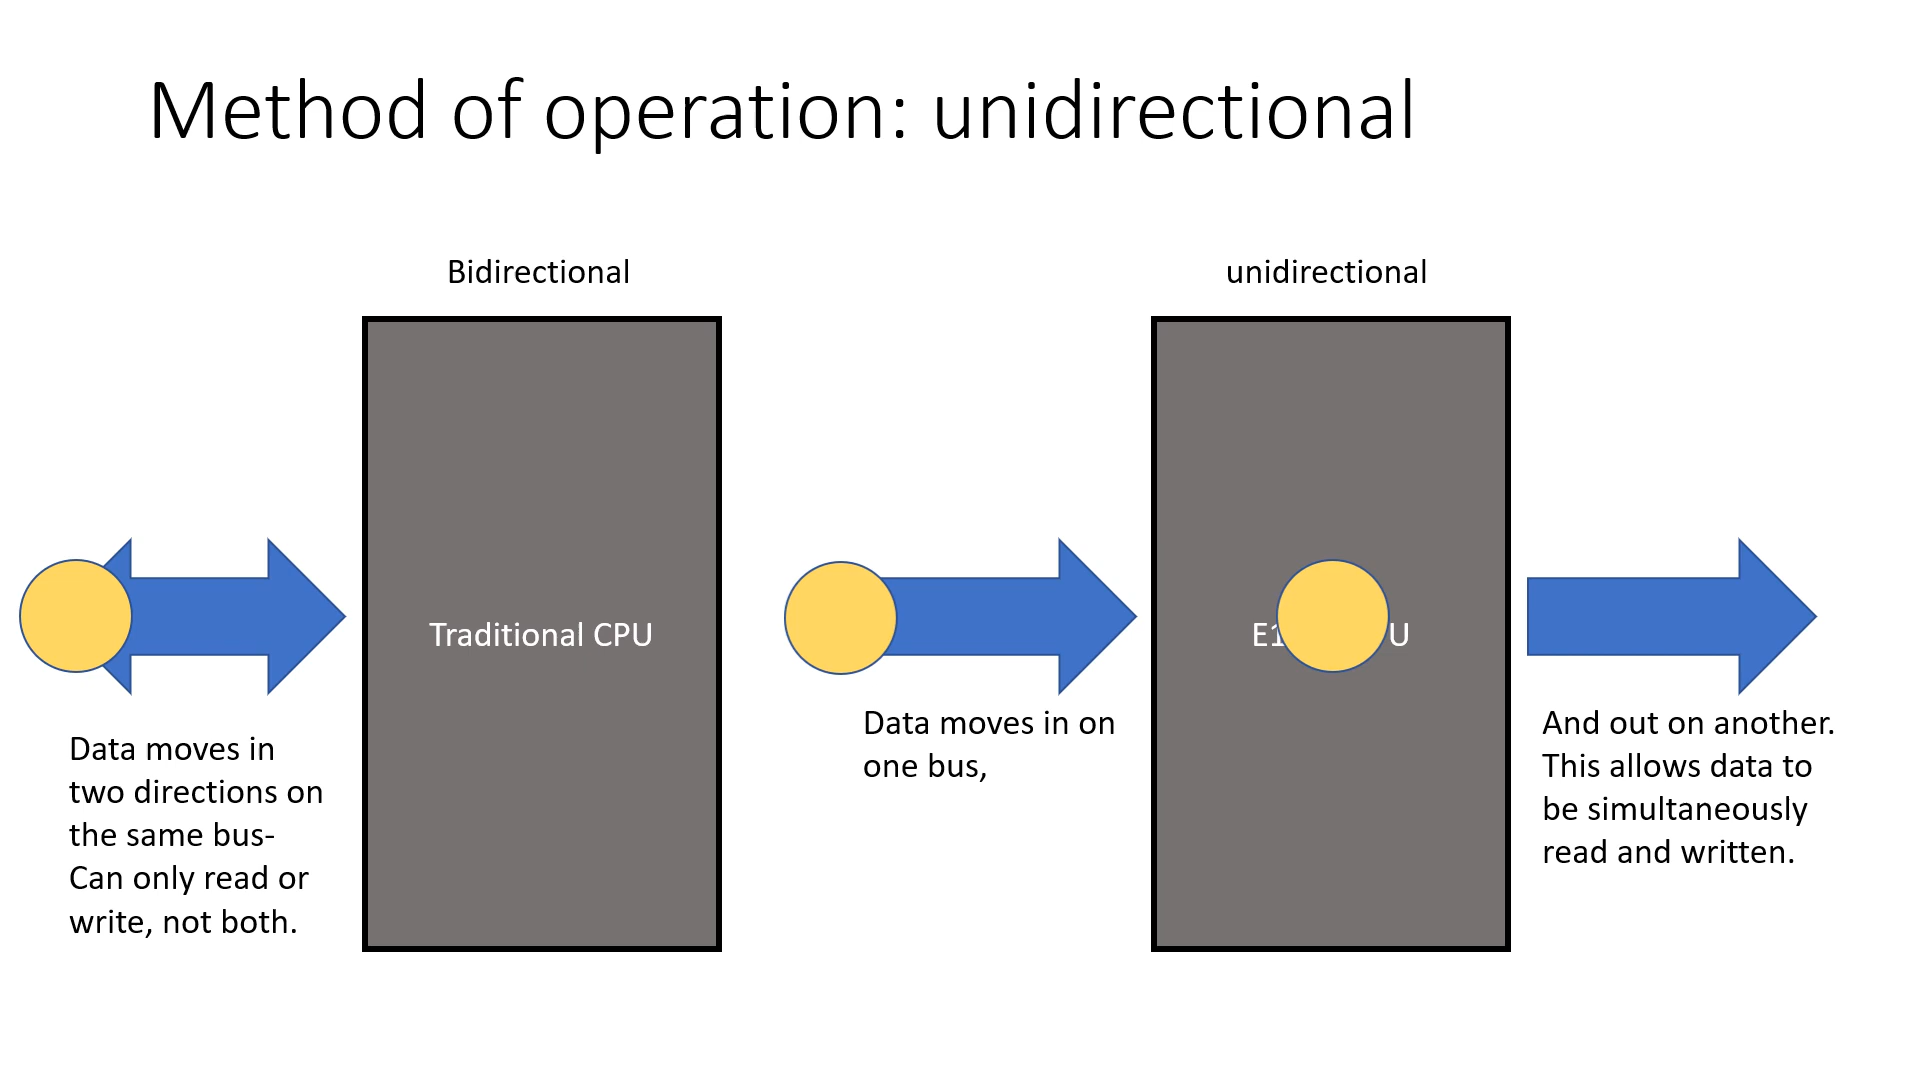 Method of operation: unidirectional
Bidirectional
Traditional CPU
Data moves in
two directions on
the same bus-
Can only read or
write, not both.
unidirectional
Data moves in on
one bus,
And out on another.
This allows data to
be simultaneously
read and written.